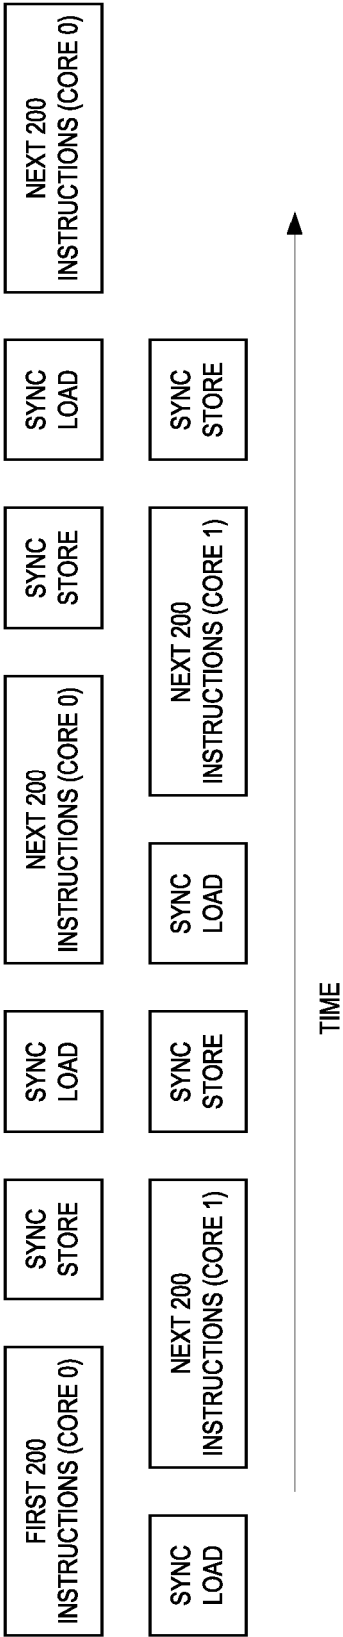 FIRST 200
INSTRUCTIONS (CORE 0)
SYNC
STORE
SYNC
LOAD
NEXT 200
INSTRUCTIONS (CORE 0)
SYNC
STORE
SYNC
LOAD
NEXT 200
INSTRUCTIONS (CORE 0)
SYNC
LOAD
NEXT 200
INSTRUCTIONS (CORE 1)
SYNC
STORE
SYNC
LOAD
NEXT 200
INSTRUCTIONS (CORE 1)
SYNC
STORE
TIME